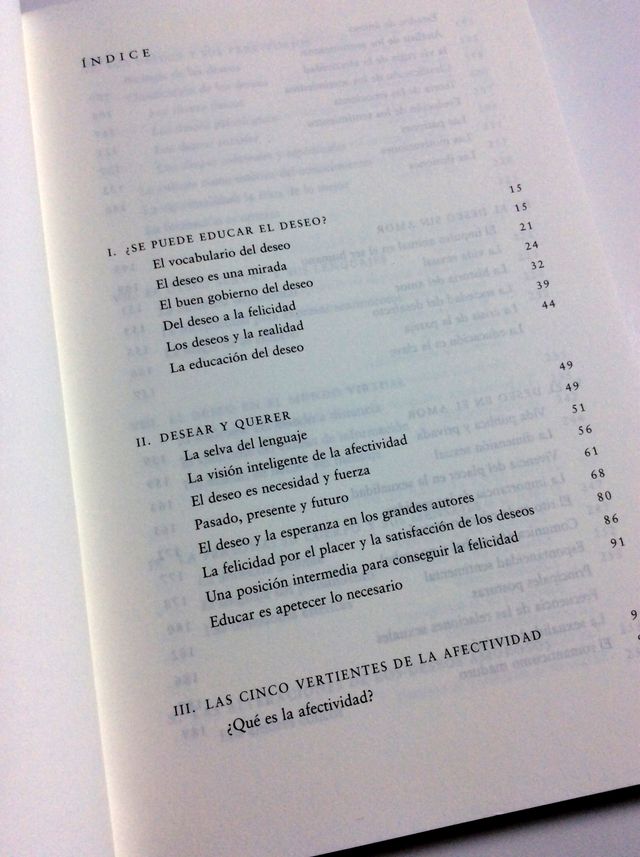 ÍNDICE
I. ¿SE PUEDE EDUCAR EL DESEO? 15
El vocabulario del deseo 15
El deseo es una mirada 21
El buen gobierno del deseo 24
Del deseo a la felicidad 32
Los deseos y la realidad 39
La educación del deseo 44
II. DESEAR Y QUERER 49
La selva del lenguaje 49
La visión inteligente de la afectividad 51
El deseo es necesidad y fuerza 56
Pasado, presente y futuro 61
El deseo y la esperanza en los grandes autores 68
La felicidad por el placer y la satisfacción de los deseos 80
Una posición intermedia para conseguir la felicidad 86
Educar es apetecer lo necesario 91
III. LAS CINCO VERTIENTES DE LA AFECTIVIDAD
¿Qué es la afectividad?